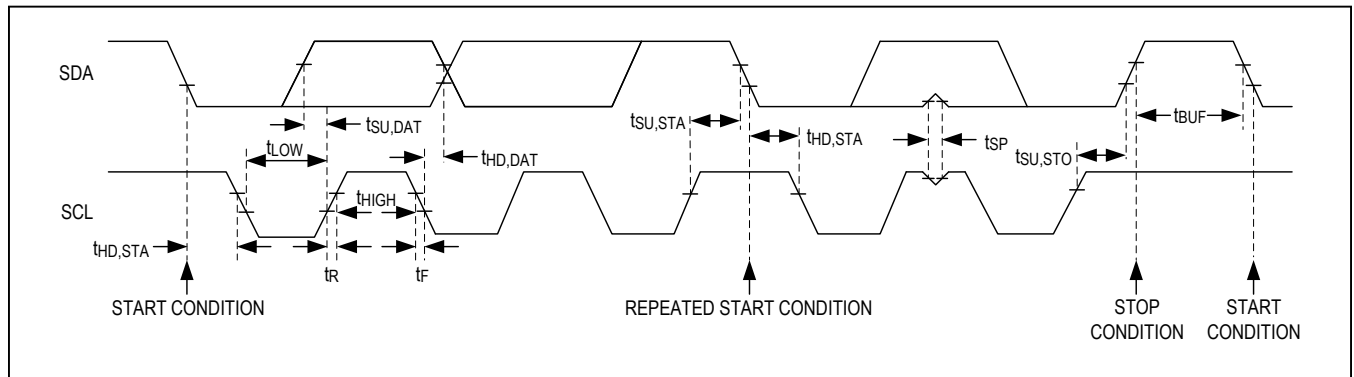 SDA
tSU,DAT
tLOW
tHD,DAT
tSU,STA
tHD,STA
tSP
tSU,STO
tBUF
SCL
tHIGH
tHD,STA
tR
tF
START CONDITION
REPEATED START CONDITION
STOP
CONDITION
START
CONDITION